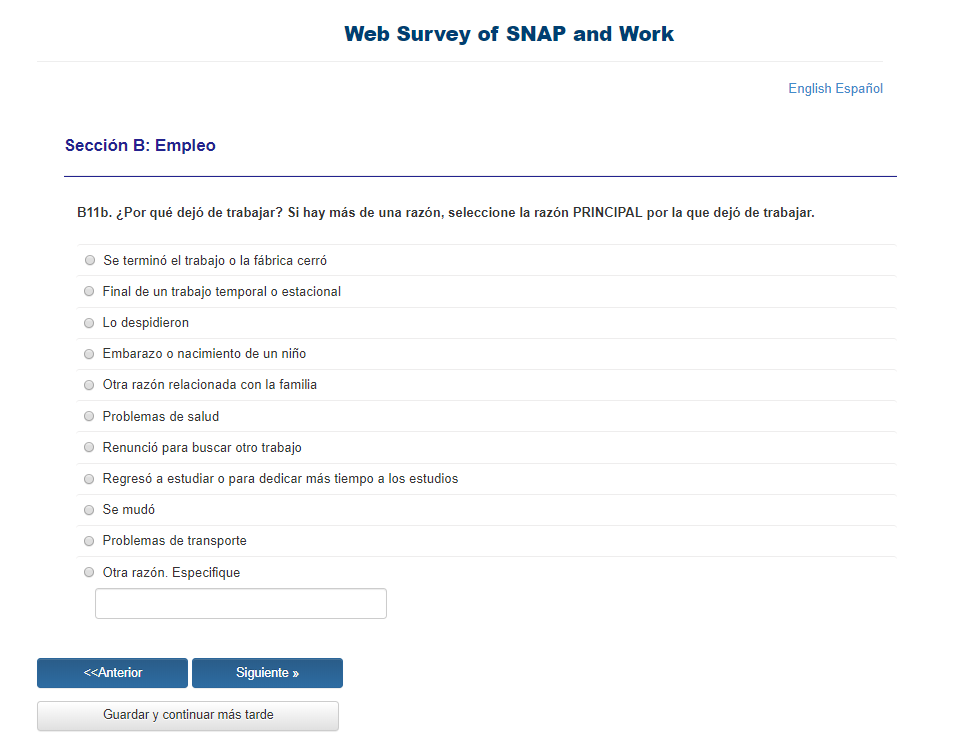 Web Survey of SNAP and Work
English Español
Sección B: Empleo
B11b. ¿Por qué dejó de trabajar? Si hay más de una razón, seleccione la razón PRINCIPAL por la que dejó de trabajar.
Se terminó el trabajo o la fábrica cerró
Final de un trabajo temporal o estacional
Lo despidieron
Embarazo o nacimiento de un niño
Otra razón relacionada con la familia
Problemas de salud
Renunció para buscar otro trabajo
Regresó a estudiar o para dedicar más tiempo a los estudios
Se mudó
Problemas de transporte
Otra razón. Especifique
<<Anterior
Siguiente »
Guardar y continuar más tarde